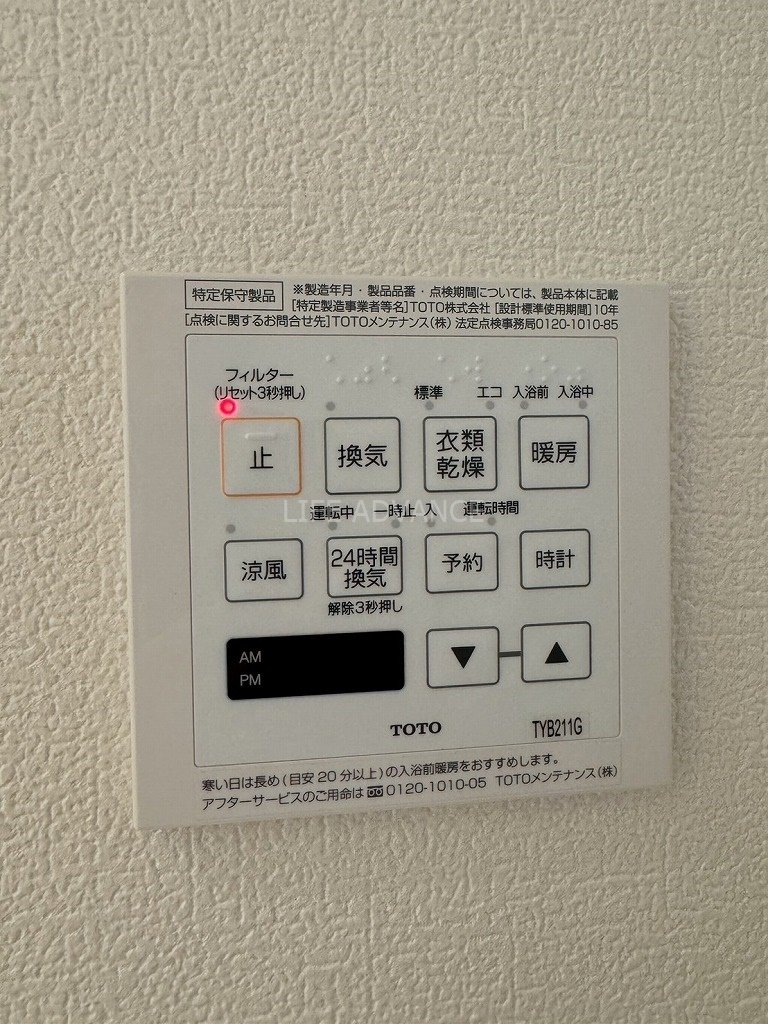 特定保守製品
※製造年月・製品品番・点検期間については、製品本体に記載
[特定製造事業者等名]TOTO株式会社 [設計標準使用期間]10年
[点検に関するお問合せ先]TOTOメンテナンス(株) 法定点検事務局0120-1010-85
フィルター
(リセット3秒押し)
標準 エコ 入浴前 入浴中
止 換気 衣類 暖房
乾燥
LIFE ADVANCE
運転中 一時止 入 運転時間
涼風 24時間 予約 時計
換気
解除3秒押し
AM
PM
▼ ▲
TOTO TYB211G
寒い日は長め(目安20分以上)の入浴前暖房をおすすめします。
アフターサービスのご用命は 0120-1010-05 TOTOメンテナンス(株)